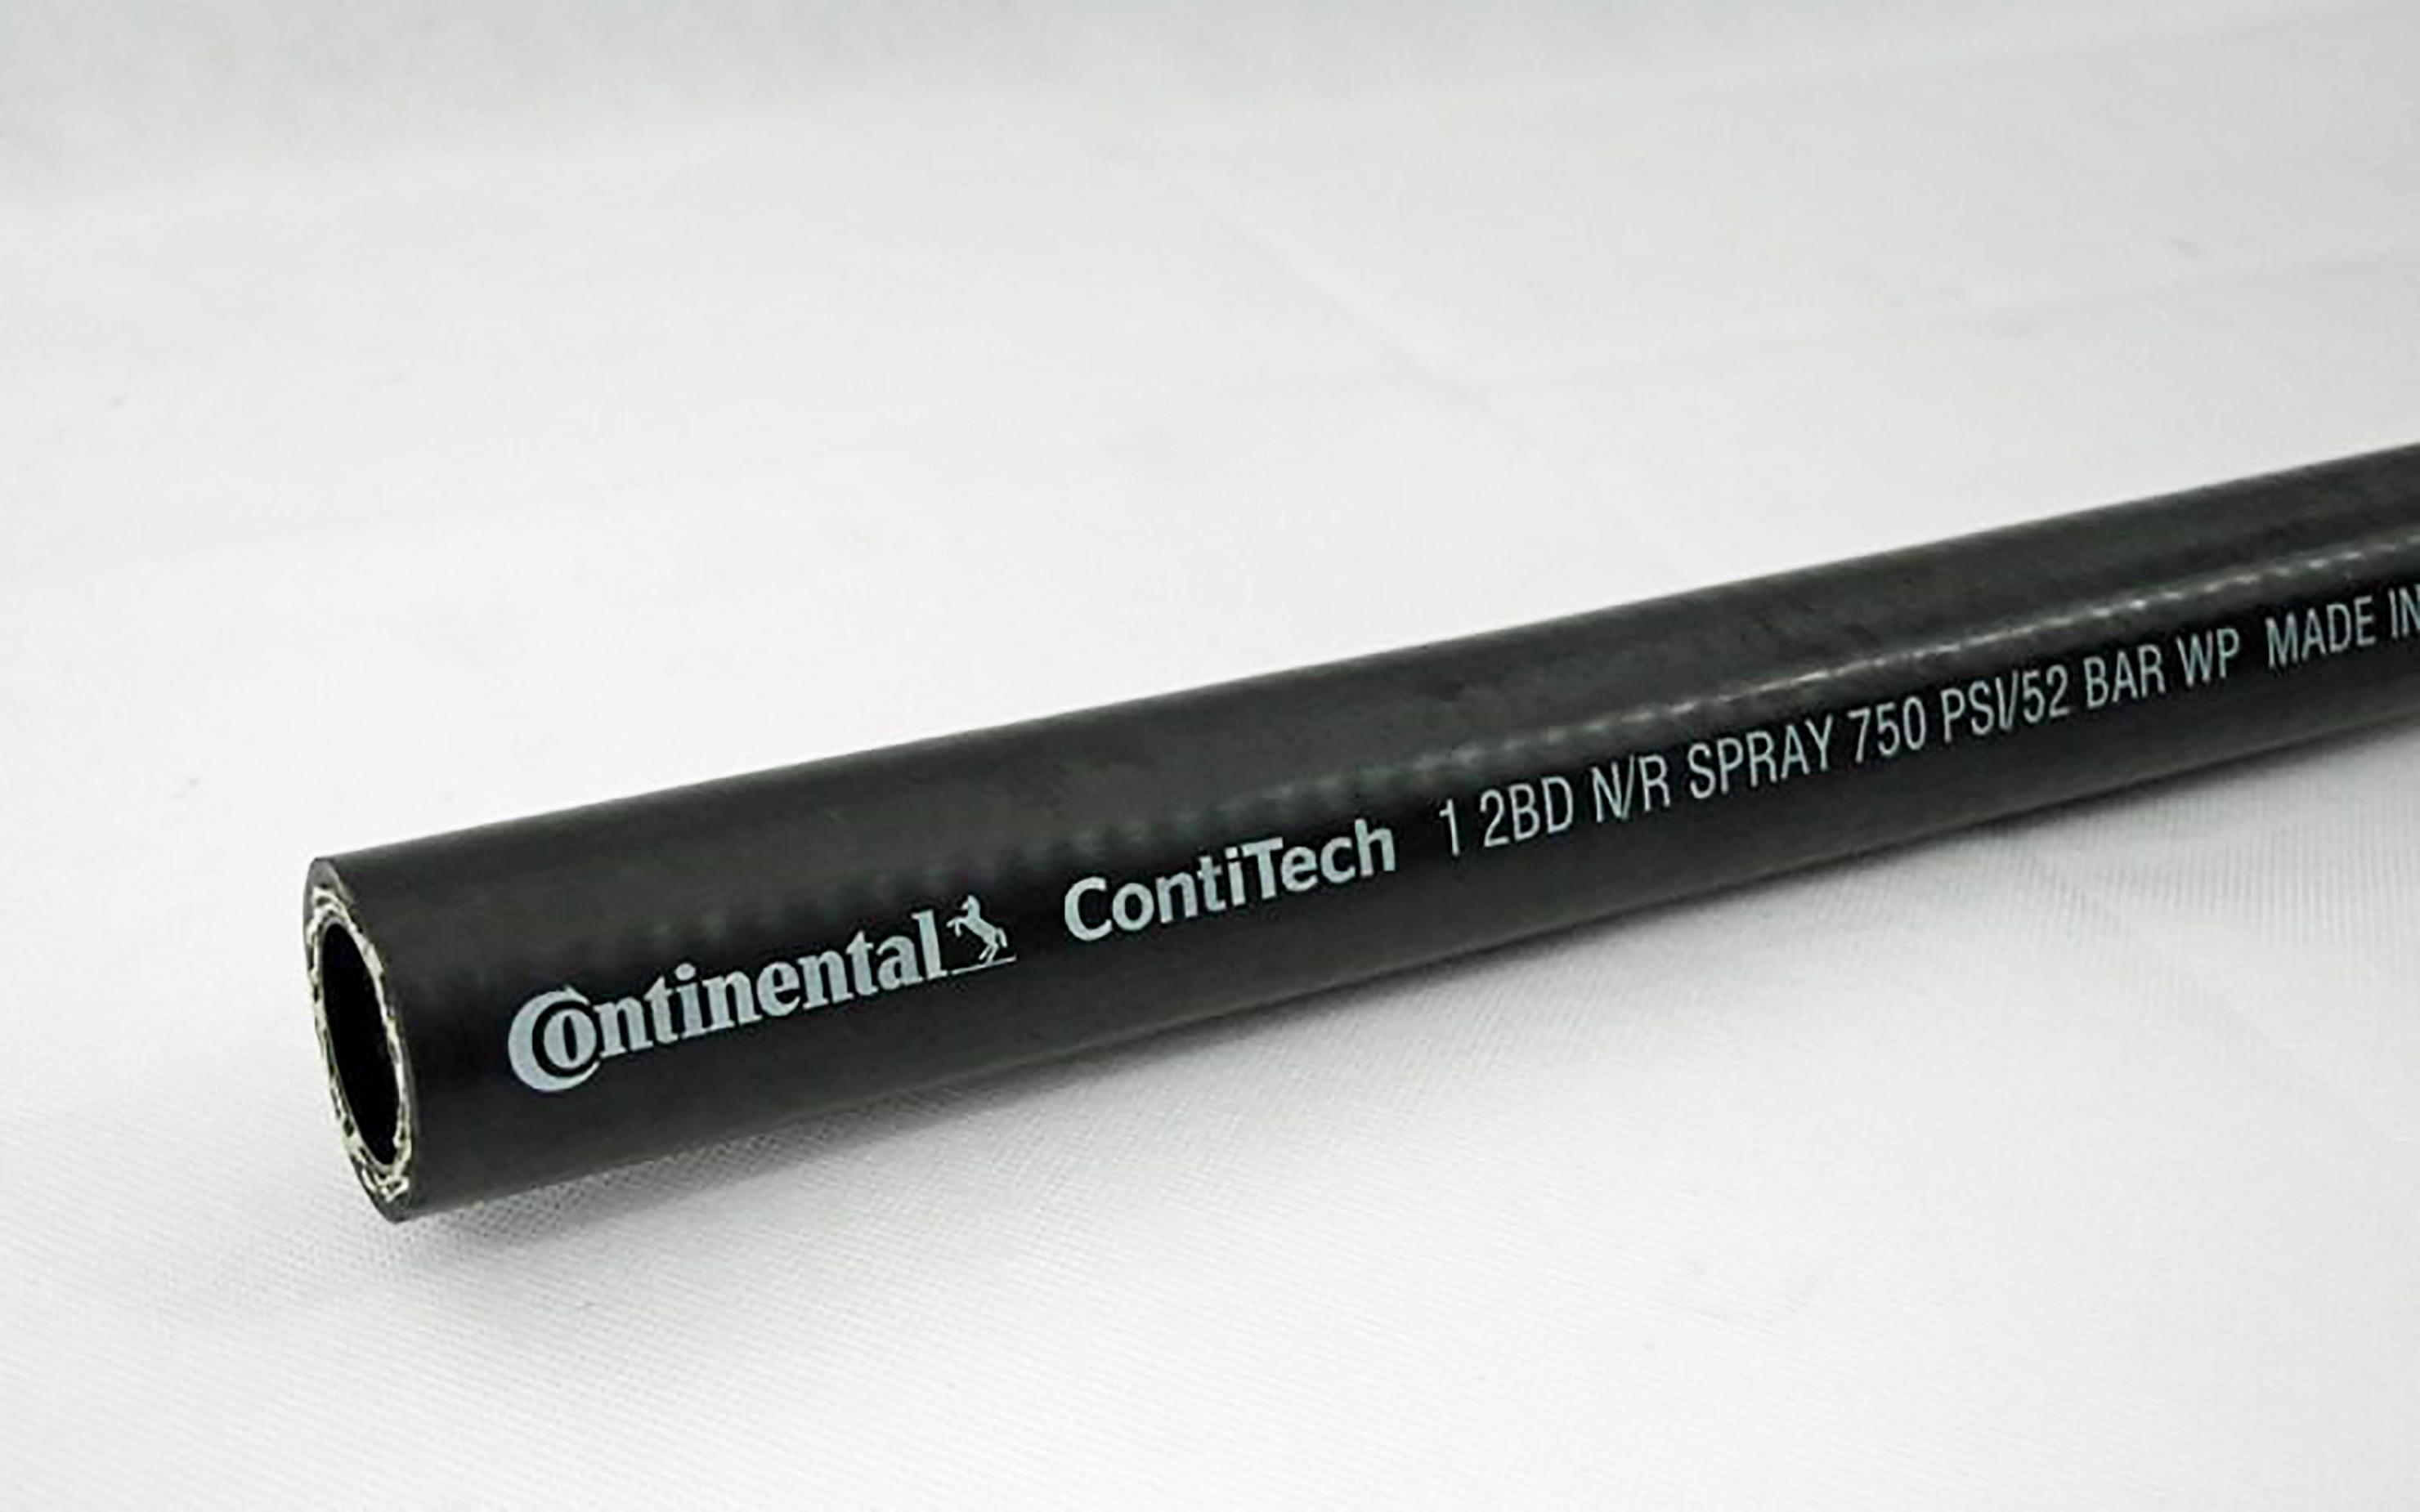 Continental ContiTech 1 2BD N/R SPRAY 750 PSI/52 BAR WP MADE IN